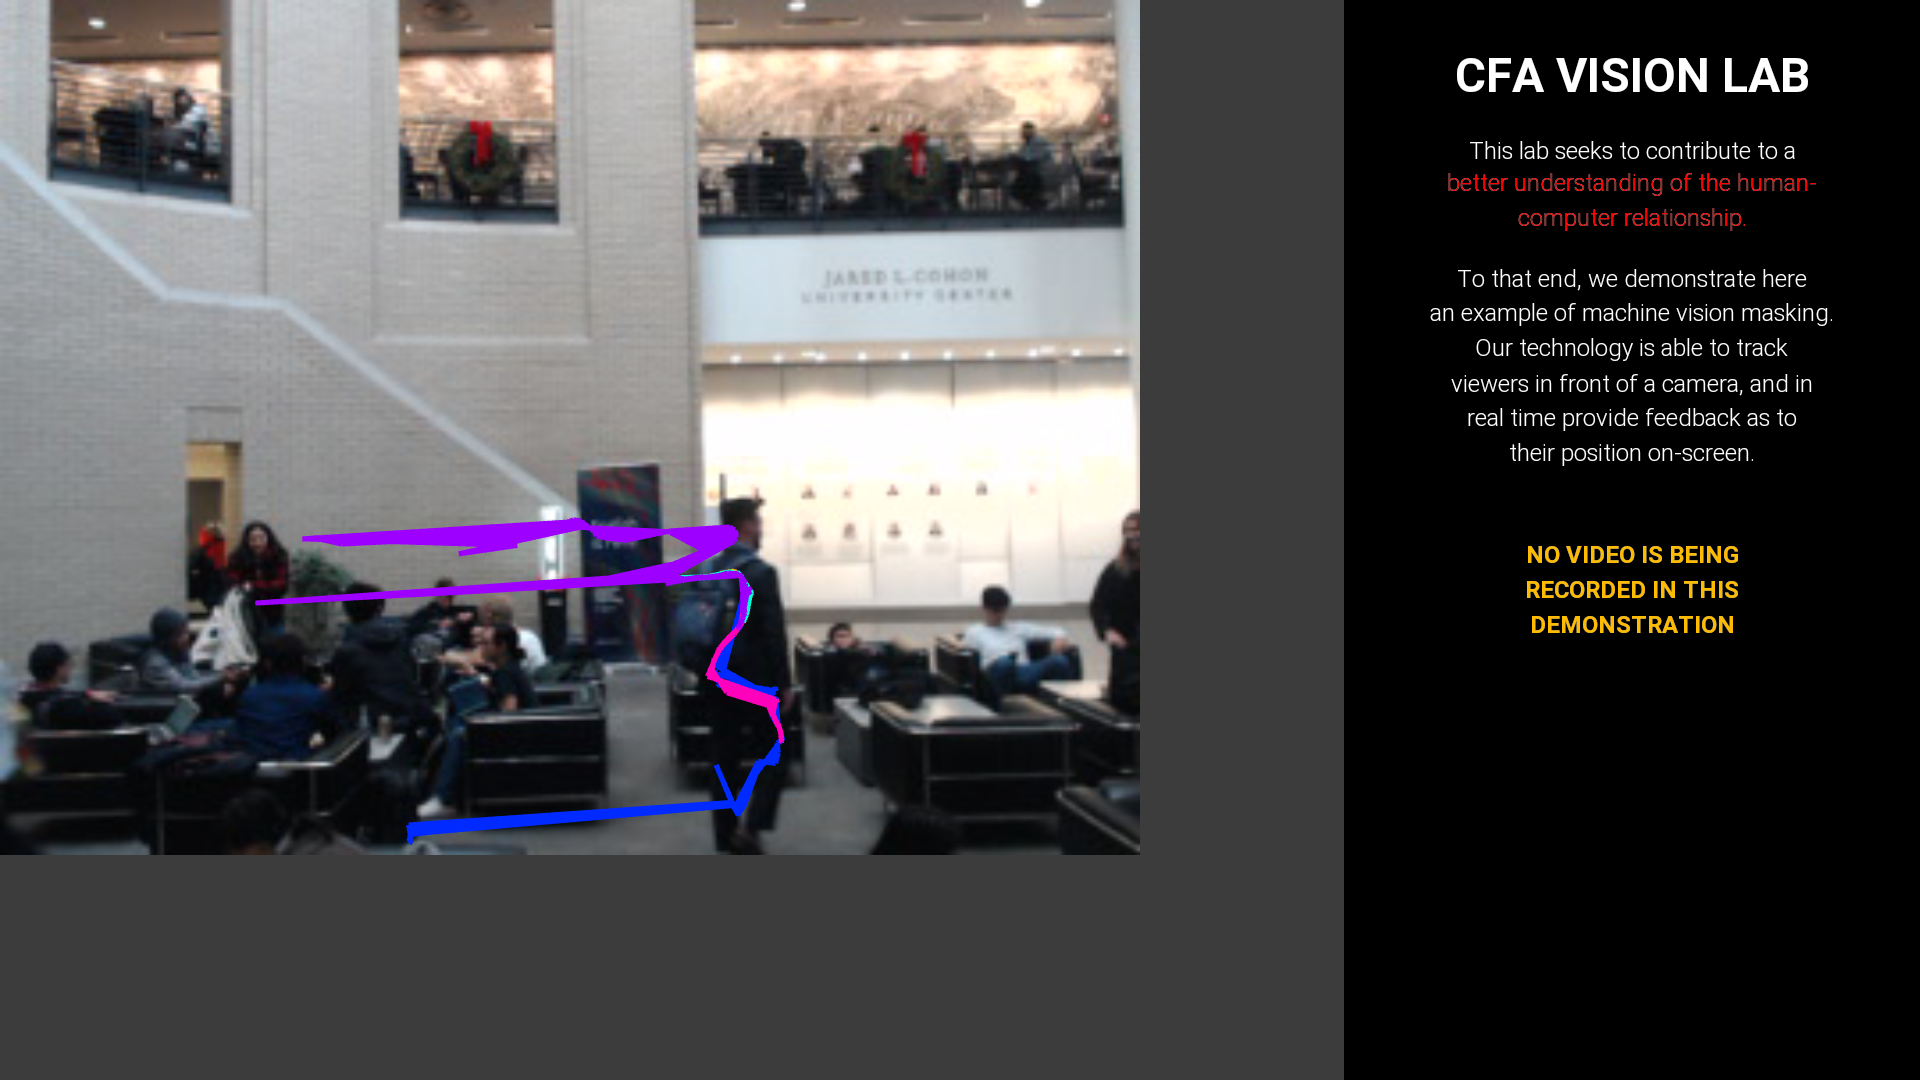 JARED L. COHON
UNIVERSITY CENTER
CFA VISION LAB
This lab seeks to contribute to a
better understanding of the human-
computer relationship.
To that end, we demonstrate here
an example of machine vision masking.
Our technology is able to track
viewers in front of a camera, and in
real time provide feedback as to
their position on-screen.
NO VIDEO IS BEING
RECORDED IN THIS
DEMONSTRATION